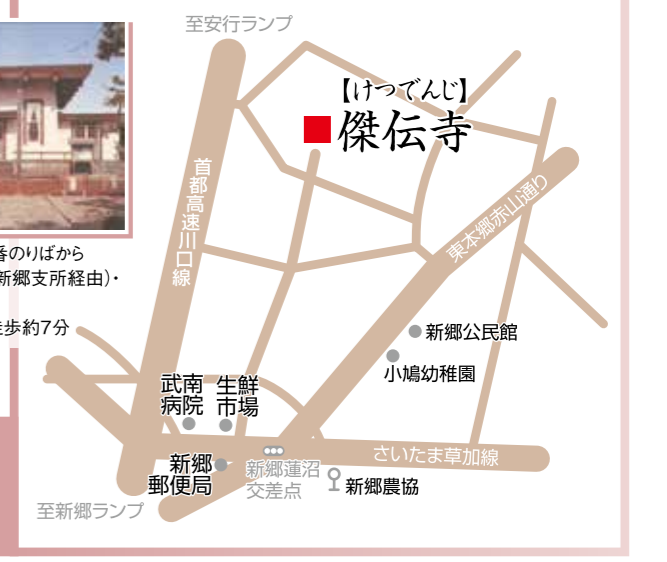 至安行ランプ
【けつでんじ】
傑伝寺
首都高速川口線
東本郷赤山通り
番のりばから
新郷支所経由)・
徒歩約7分
新郷公民館
小鳩幼稚園
武南
病院
生鮮
市場
さいたま草加線
新郷
郵便局
新郷蓮沼
交差点
新郷農協
至新郷ランプ